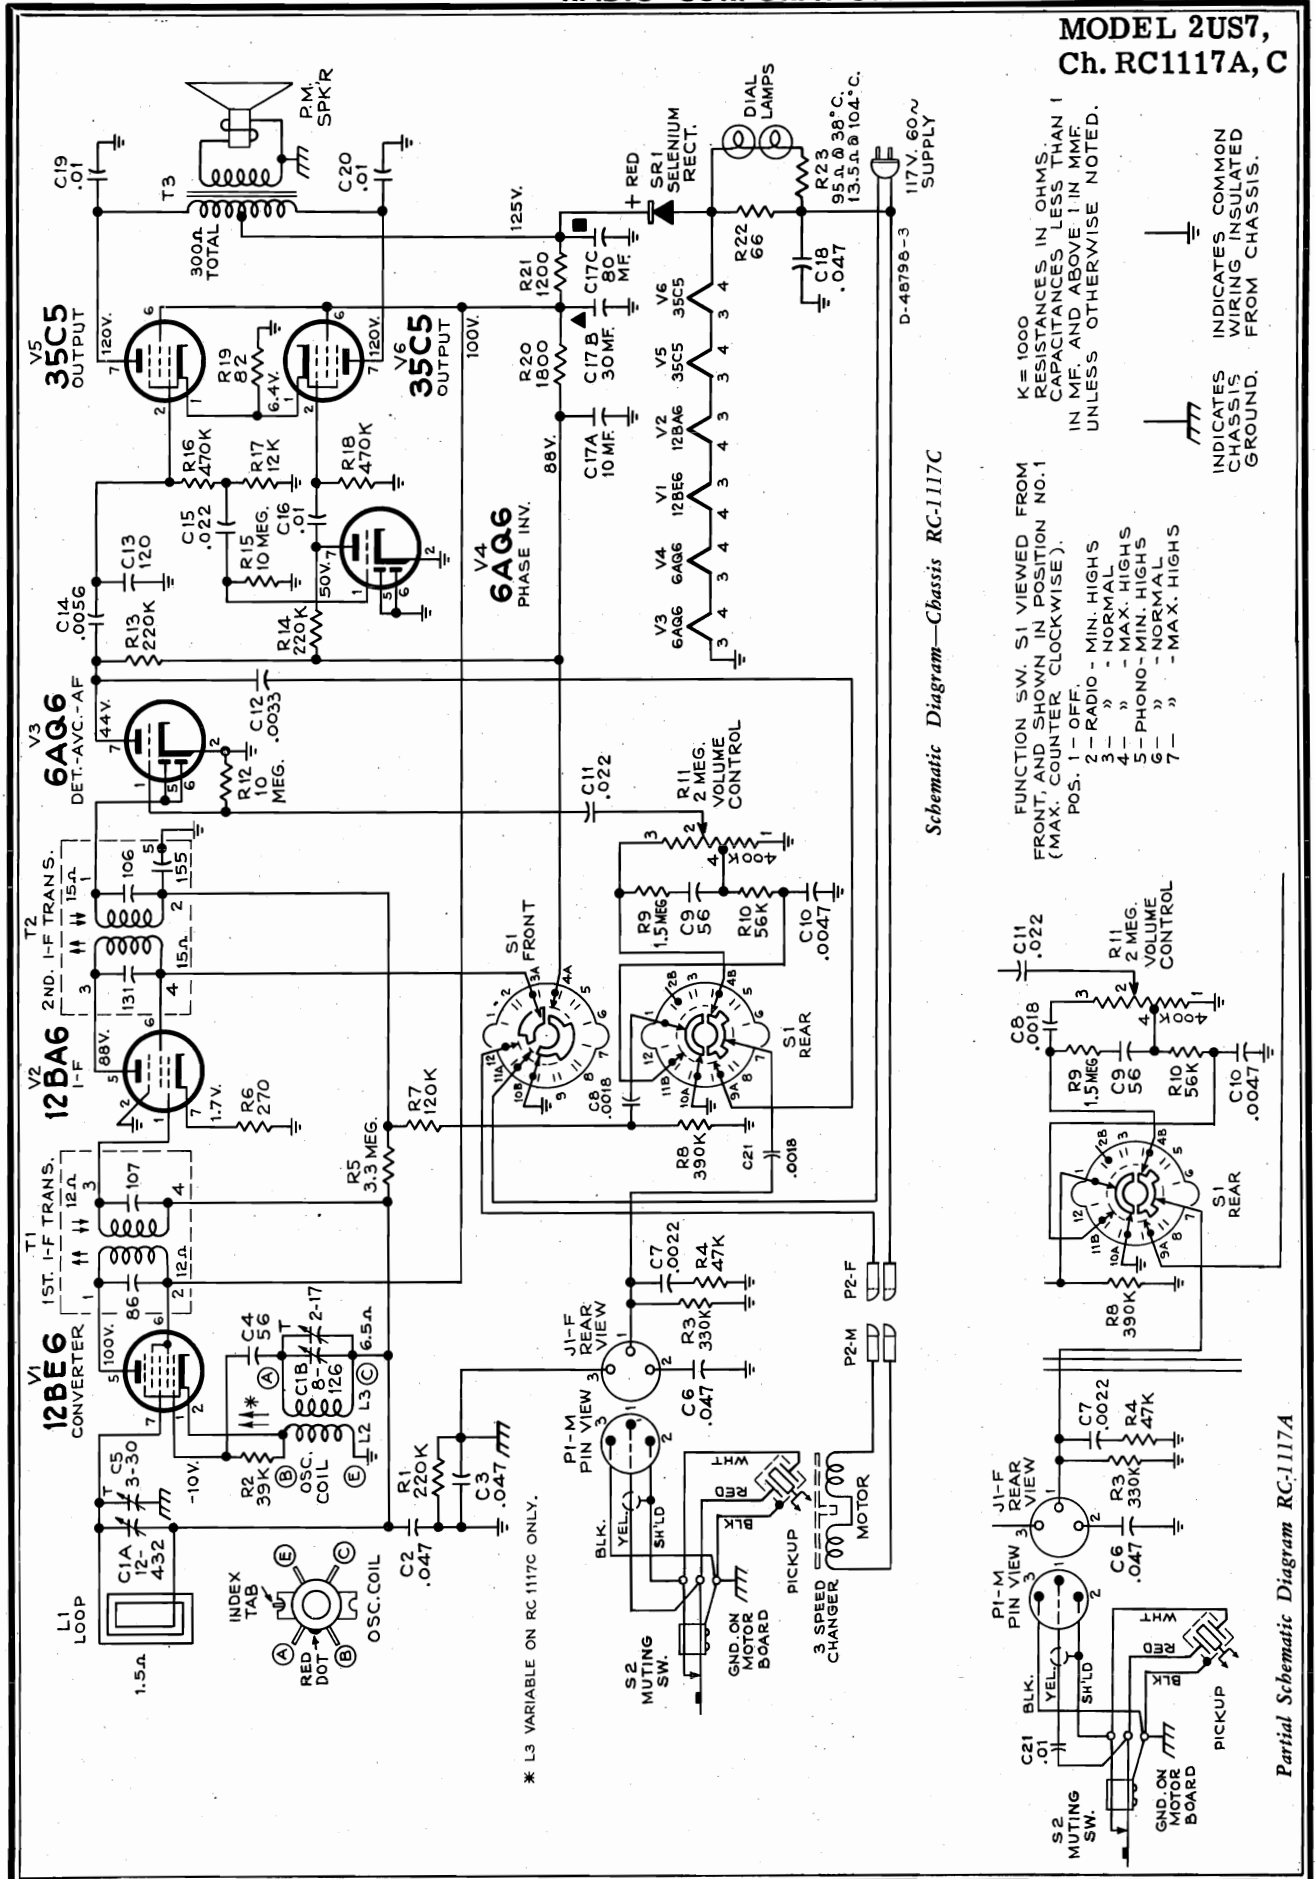 MODEL 2US7,
Ch. RC1117A, C
L1
LOOP
1.5Ω
C1A
12-
432
C5
3-30
T
V1
12BE6
CONVERTER
100V.
-10V.
R2
39K
C4
56
OSC.
COIL
L2
L3
C1B
8-
126
T
2-17
6.5Ω
INDEX
TAB
RED
DOT
OSC.COIL
A
B
C
E
T1
1ST. I-F TRANS.
12Ω
12Ω
86
107
V2
12BA6
I-F
88V.
1.7V.
R6
270
T2
2ND. I-F TRANS.
15Ω
15Ω
131
106
155
V3
6AQ6
DET.-AVC.-AF
44V.
R12
10
MEG.
C12
.0033
C14
.0056
R13
220K
C13
120
R14
220K
C15
.022
R15
10 MEG.
C16
.01
50V.
V4
6AQ6
PHASE INV.
R16
470K
R17
12K
R18
470K
V5
35C5
OUTPUT
120V.
R19
82
6.4V.
120V.
V6
35C5
OUTPUT
C19
.01
T3
300Ω
TOTAL
C20
.01
P.M.
SPK'R
125V.
100V.
88V.
R21
1200
R20
1800
C17C
80
MF.
C17B
30 MF.
C17A
10 MF.
+ RED
SR1
SELENIUM
RECT.
DIAL
LAMPS
R23
95Ω @ 38°C.
13.5Ω @ 104°C.
R22
66
C18
.047
117V. 60~
SUPPLY
D-48798-3
V3
6AQ6
V4
6AQ6
V1
12BE6
V2
12BA6
V5
35C5
V6
35C5
R5
3.3 MEG.
R7
120K
C2
.047
R1
220K
C3
.047
* L3 VARIABLE ON RC 1117C ONLY.
S1
FRONT
S1
REAR
C8
.0018
R8
390K
C21
.0018
C11
.022
R11
2 MEG.
VOLUME
CONTROL
400K
R9
1.5 MEG
C9
56
R10
56K
C10
.0047
J1-F
REAR
VIEW
P1-M
PIN VIEW
C7
.0022
R4
47K
R3
330K
C6
.047
BLK.
YEL.
SH'LD
WHT
RED
BLK
PICKUP
S2
MUTING
SW.
GND. ON
MOTOR
BOARD
3 SPEED
CHANGER
MOTOR
P2-F
P2-M
Schematic Diagram—Chassis RC-1117C
FUNCTION SW. S1 VIEWED FROM
FRONT, AND SHOWN IN POSITION NO. 1
(MAX. COUNTER CLOCKWISE).
POS. 1 - OFF.
2 - RADIO - MIN. HIGHS
3 - " - NORMAL
4 - " - MAX. HIGHS
5 - PHONO - MIN. HIGHS
6 - " - NORMAL
7 - " - MAX. HIGHS
K = 1000
RESISTANCES IN OHMS.
CAPACITANCES LESS THAN 1
IN MF. AND ABOVE 1 IN MMF.
UNLESS OTHERWISE NOTED.
INDICATES
CHASSIS
GROUND.
INDICATES COMMON
WIRING INSULATED
FROM CHASSIS.
S2
MUTING
SW.
C21
.01
BLK.
YEL.
SH'LD
WHT
RED
BLK
PICKUP
GND. ON
MOTOR
BOARD
P1-M
PIN VIEW
J1-F
REAR
VIEW
C7
.0022
R4
47K
R3
330K
C6
.047
R8
390K
S1
REAR
C8
.0018
C11
.022
R11
2 MEG.
VOLUME
CONTROL
400K
R9
1.5 MEG
C9
56
R10
56K
C10
.0047
Partial Schematic Diagram RC-1117A